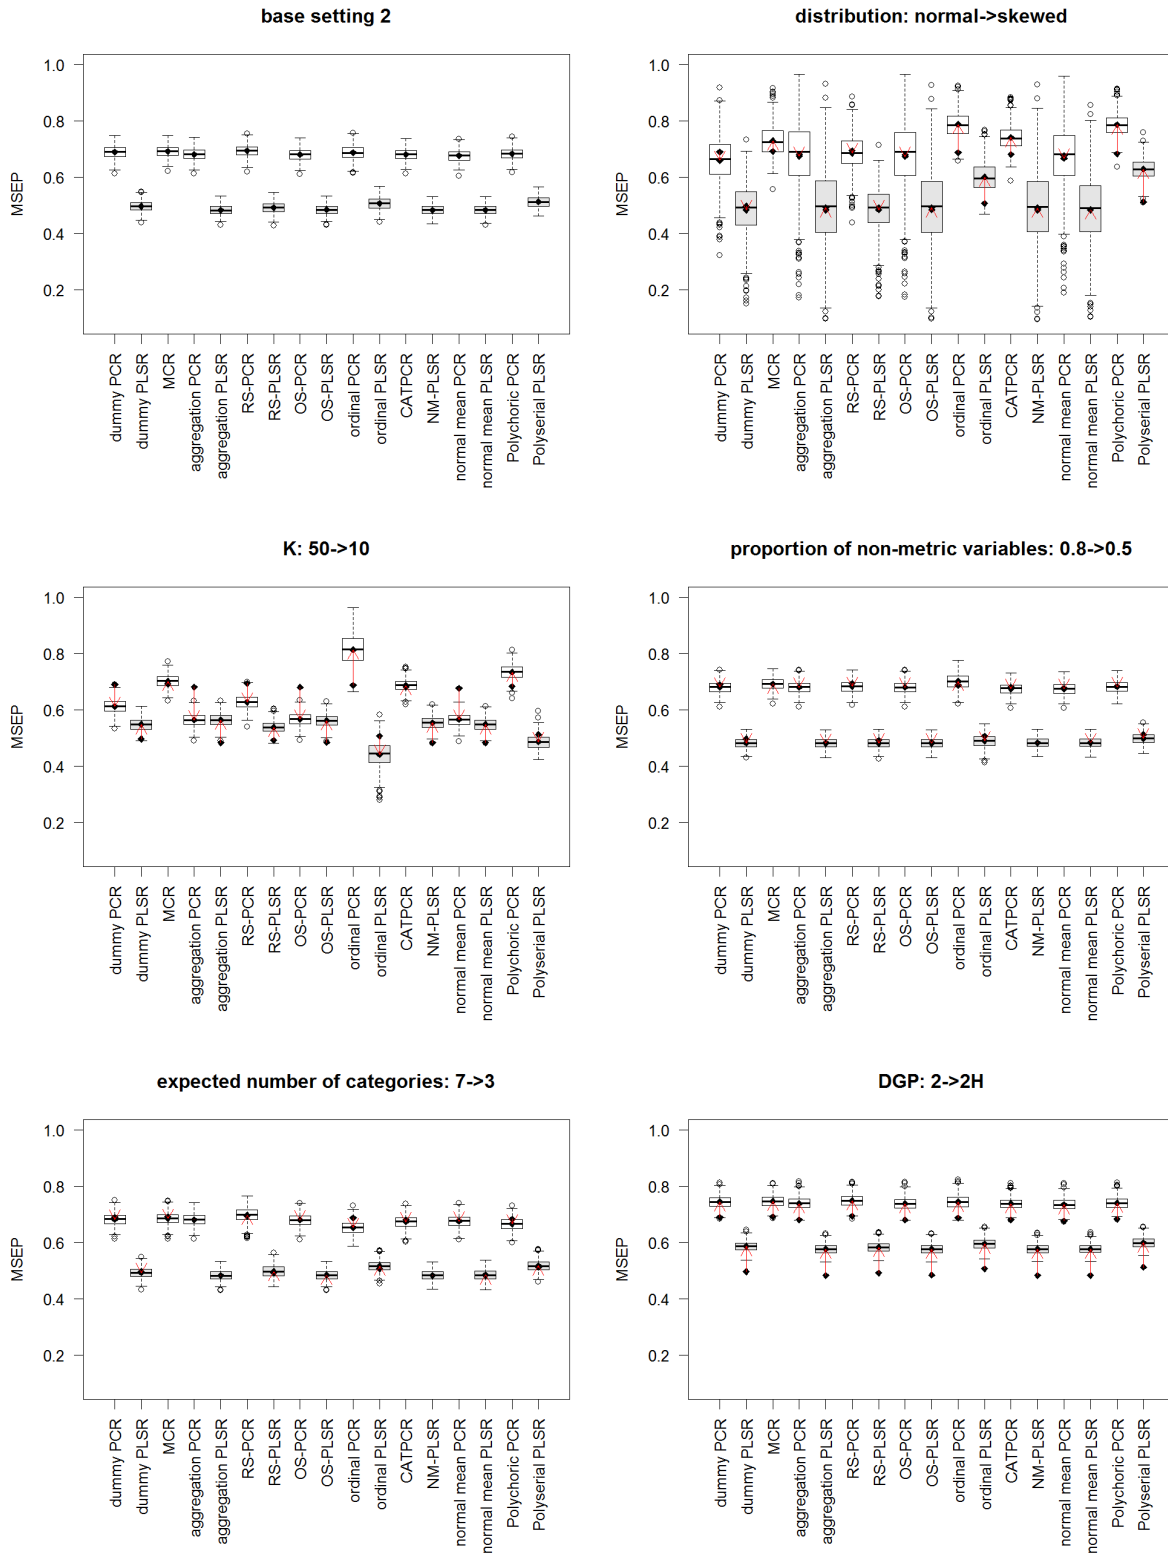 base setting 2
MSEP
1.0
0.8
0.6
0.4
0.2
dummy PCR
dummy PLSR
MCR
aggregation PCR
aggregation PLSR
RS-PCR
RS-PLSR
OS-PCR
OS-PLSR
ordinal PCR
ordinal PLSR
CATPCR
NM-PLSR
normal mean PCR
normal mean PLSR
Polychoric PCR
Polyserial PLSR
distribution: normal->skewed
MSEP
1.0
0.8
0.6
0.4
0.2
dummy PCR
dummy PLSR
MCR
aggregation PCR
aggregation PLSR
RS-PCR
RS-PLSR
OS-PCR
OS-PLSR
ordinal PCR
ordinal PLSR
CATPCR
NM-PLSR
normal mean PCR
normal mean PLSR
Polychoric PCR
Polyserial PLSR
K: 50->10
MSEP
1.0
0.8
0.6
0.4
0.2
dummy PCR
dummy PLSR
MCR
aggregation PCR
aggregation PLSR
RS-PCR
RS-PLSR
OS-PCR
OS-PLSR
ordinal PCR
ordinal PLSR
CATPCR
NM-PLSR
normal mean PCR
normal mean PLSR
Polychoric PCR
Polyserial PLSR
proportion of non-metric variables: 0.8->0.5
MSEP
1.0
0.8
0.6
0.4
0.2
dummy PCR
dummy PLSR
MCR
aggregation PCR
aggregation PLSR
RS-PCR
RS-PLSR
OS-PCR
OS-PLSR
ordinal PCR
ordinal PLSR
CATPCR
NM-PLSR
normal mean PCR
normal mean PLSR
Polychoric PCR
Polyserial PLSR
expected number of categories: 7->3
MSEP
1.0
0.8
0.6
0.4
0.2
dummy PCR
dummy PLSR
MCR
aggregation PCR
aggregation PLSR
RS-PCR
RS-PLSR
OS-PCR
OS-PLSR
ordinal PCR
ordinal PLSR
CATPCR
NM-PLSR
normal mean PCR
normal mean PLSR
Polychoric PCR
Polyserial PLSR
DGP: 2->2H
MSEP
1.0
0.8
0.6
0.4
0.2
dummy PCR
dummy PLSR
MCR
aggregation PCR
aggregation PLSR
RS-PCR
RS-PLSR
OS-PCR
OS-PLSR
ordinal PCR
ordinal PLSR
CATPCR
NM-PLSR
normal mean PCR
normal mean PLSR
Polychoric PCR
Polyserial PLSR